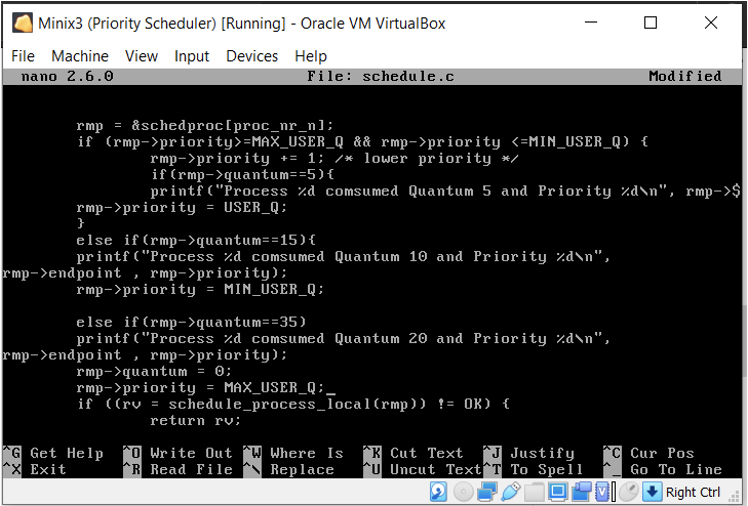 Minix3 (Priority Scheduler) [Running] - Oracle VM VirtualBox
File Machine View Input Devices Help
nano 2.6.0 File: schedule.c Modified
rmp = &schedproc[proc_nr_n];
if (rmp->priority>=MAX_USER_Q && rmp->priority <=MIN_USER_Q) {
rmp->priority += 1; /* lower priority */
if(rmp->quantum==5){
printf("Process %d comsumed Quantum 5 and Priority %d\n", rmp->$
rmp->priority = USER_Q;
}
else if(rmp->quantum==15){
printf("Process %d comsumed Quantum 10 and Priority %d\n",
rmp->endpoint , rmp->priority);
rmp->priority = MIN_USER_Q;
else if(rmp->quantum==35)
printf("Process %d comsumed Quantum 20 and Priority %d\n",
rmp->endpoint , rmp->priority);
rmp->quantum = 0;
rmp->priority = MAX_USER_Q;
if ((rv = schedule_process_local(rmp)) != OK) {
return rv;
^G Get Help ^O Write Out ^W Where Is ^K Cut Text ^J Justify ^C Cur Pos
^X Exit ^R Read File ^\ Replace ^U Uncut Text ^T To Spell ^_ Go To Line
Right Ctrl